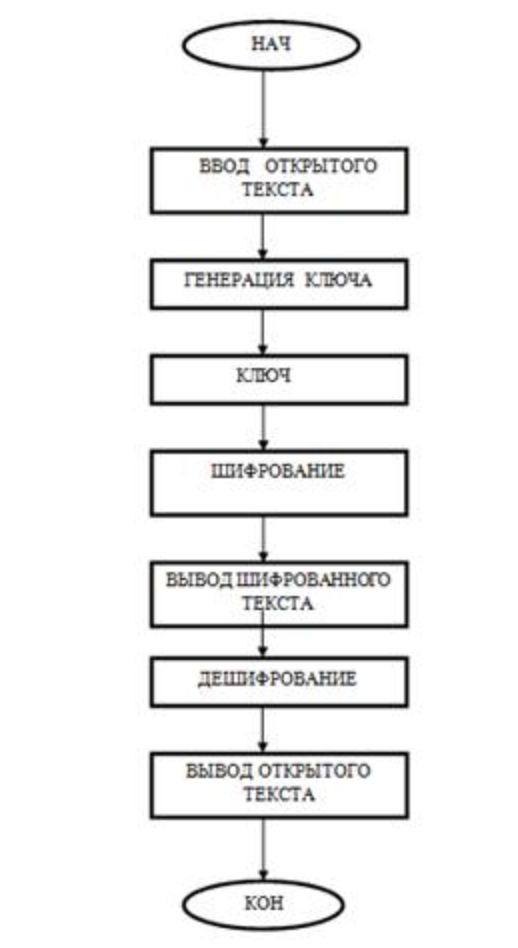 НАЧ
ВВОД ОТКРЫТОГО
ТЕКСТА
ГЕНЕРАЦИЯ КЛЮЧА
КЛЮЧ
ШИФРОВАНИЕ
ВЫВОД ШИФРОВАННОГО
ТЕКСТА
ДЕШИФРОВАНИЕ
ВЫВОД ОТКРЫТОГО
ТЕКСТА
КОН